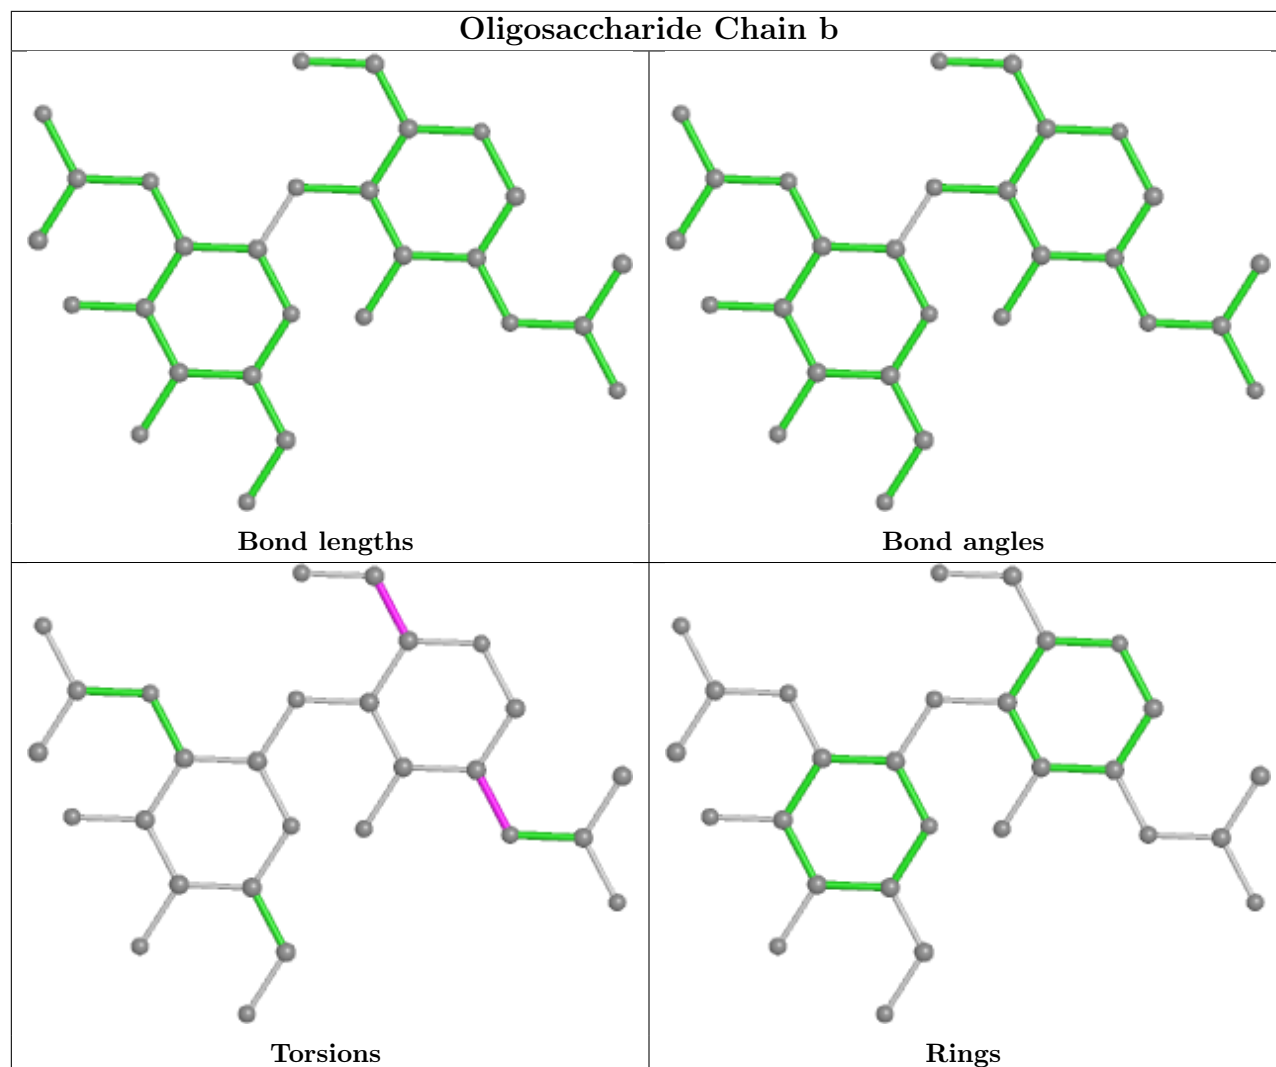 Oligosaccharide Chain b
Bond lengths
Bond angles
Torsions
Rings